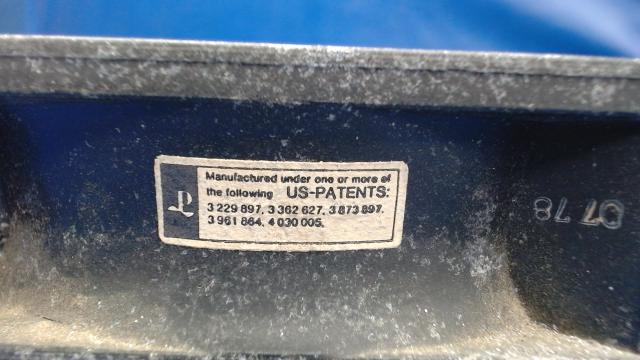 Manufactured under one or more of
the following US-PATENTS:
3 229 897, 3 362 627, 3 873 897,
3 961 864, 4 030 005.
07 78